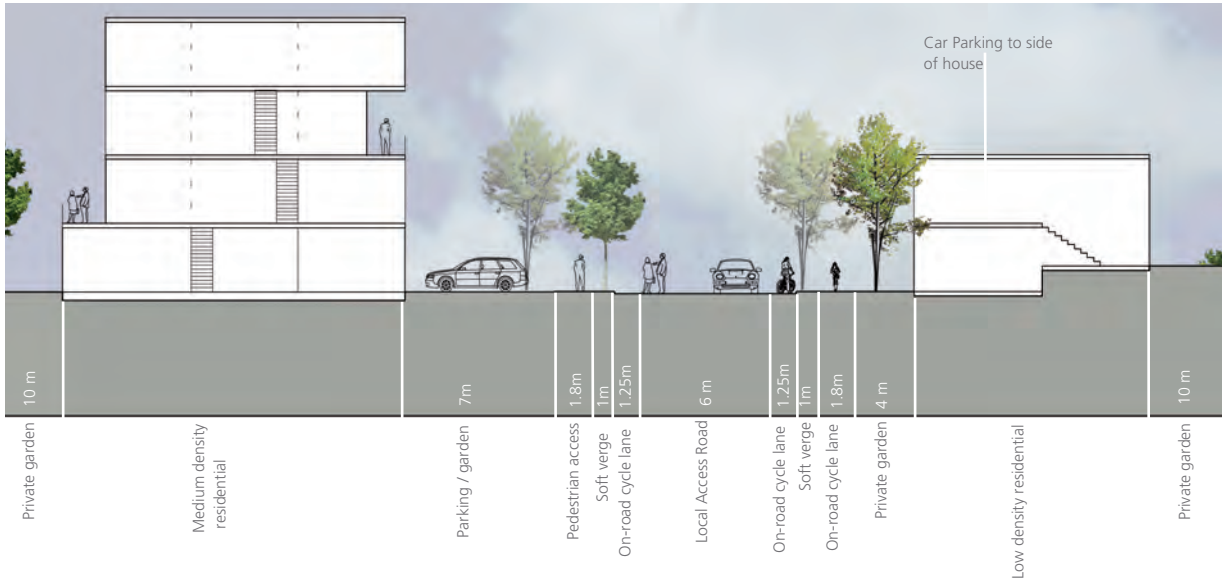 Car Parking to side
of house
10 m
7m
1.8m
1m
1.25m
6 m
1.25m
1m
1.8m
4 m
10 m
Private garden
Medium density
residential
Parking / garden
Pedestrian access
Soft verge
On-road cycle lane
Local Access Road
On-road cycle lane
Soft verge
On-road cycle lane
Private garden
Low density residential
Private garden